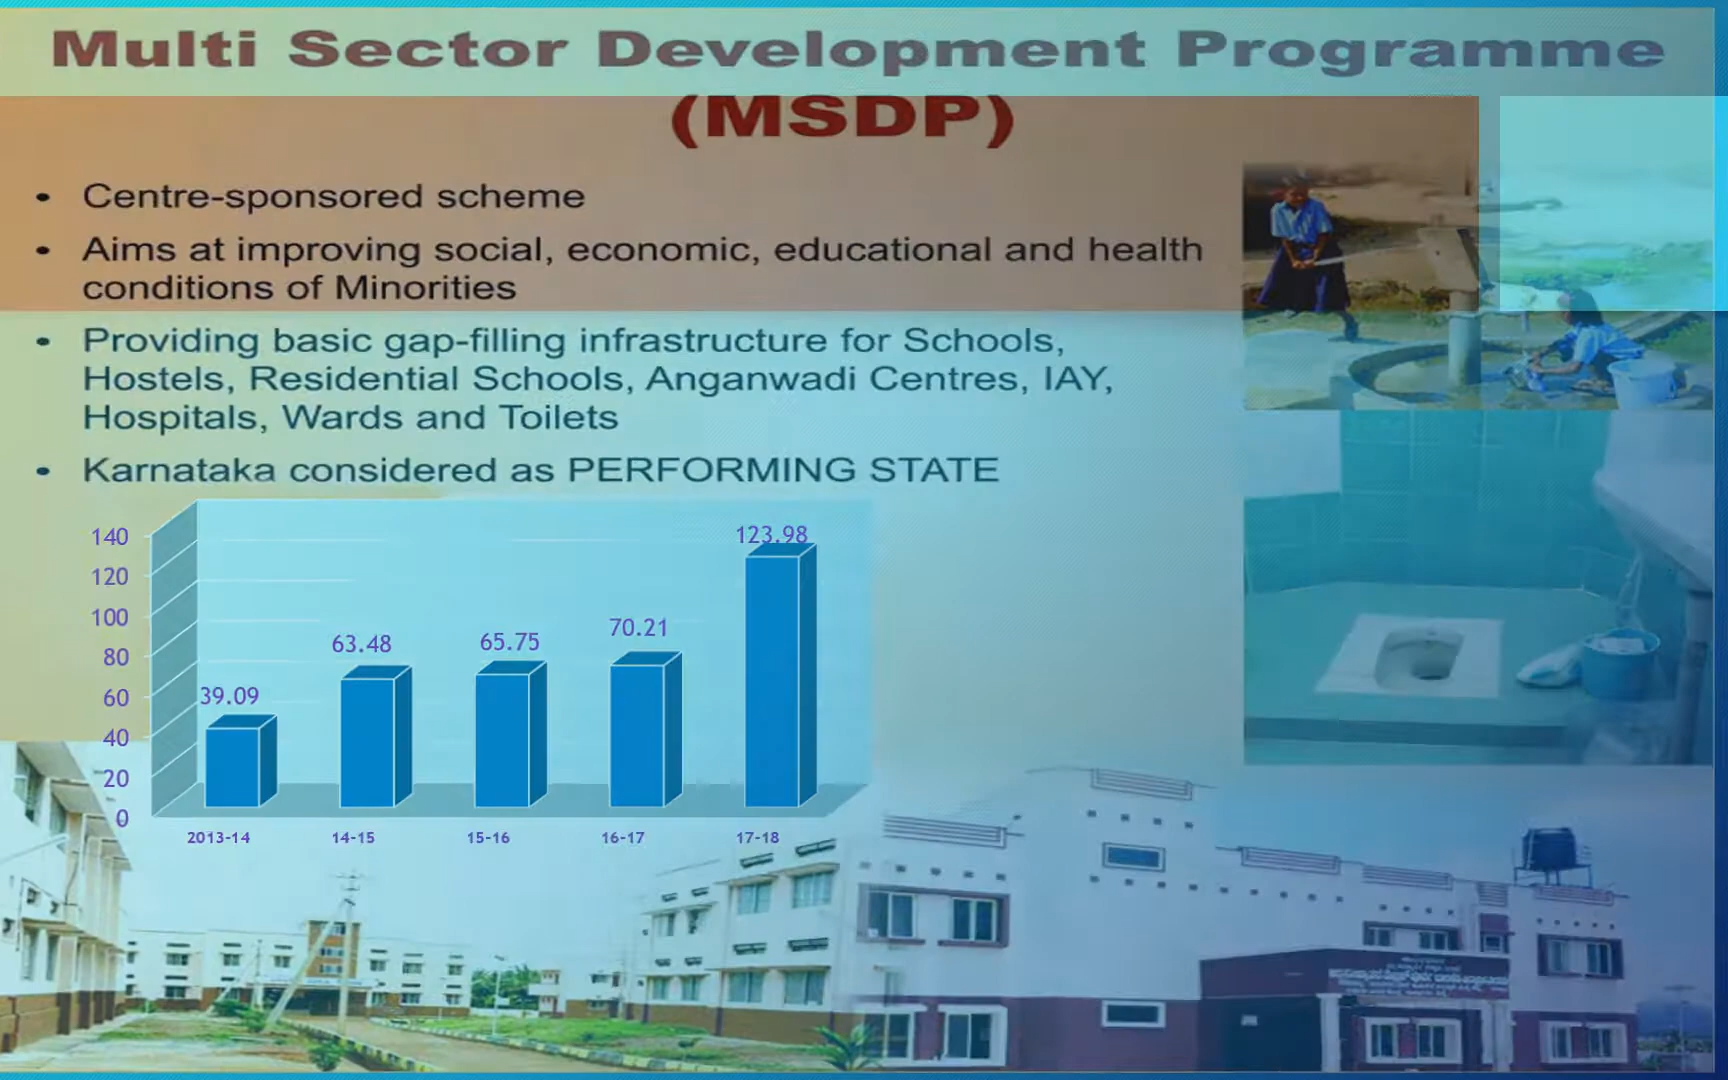 Multi Sector Development Programme
(MSDP)
• Centre-sponsored scheme
• Aims at improving social, economic, educational and health
conditions of Minorities
• Providing basic gap-filling infrastructure for Schools,
Hostels, Residential Schools, Anganwadi Centres, IAY,
Hospitals, Wards and Toilets
• Karnataka considered as PERFORMING STATE
140
120
100
80
60
40
20
0
39.09
63.48
65.75
70.21
123.98
2013-14
14-15
15-16
16-17
17-18